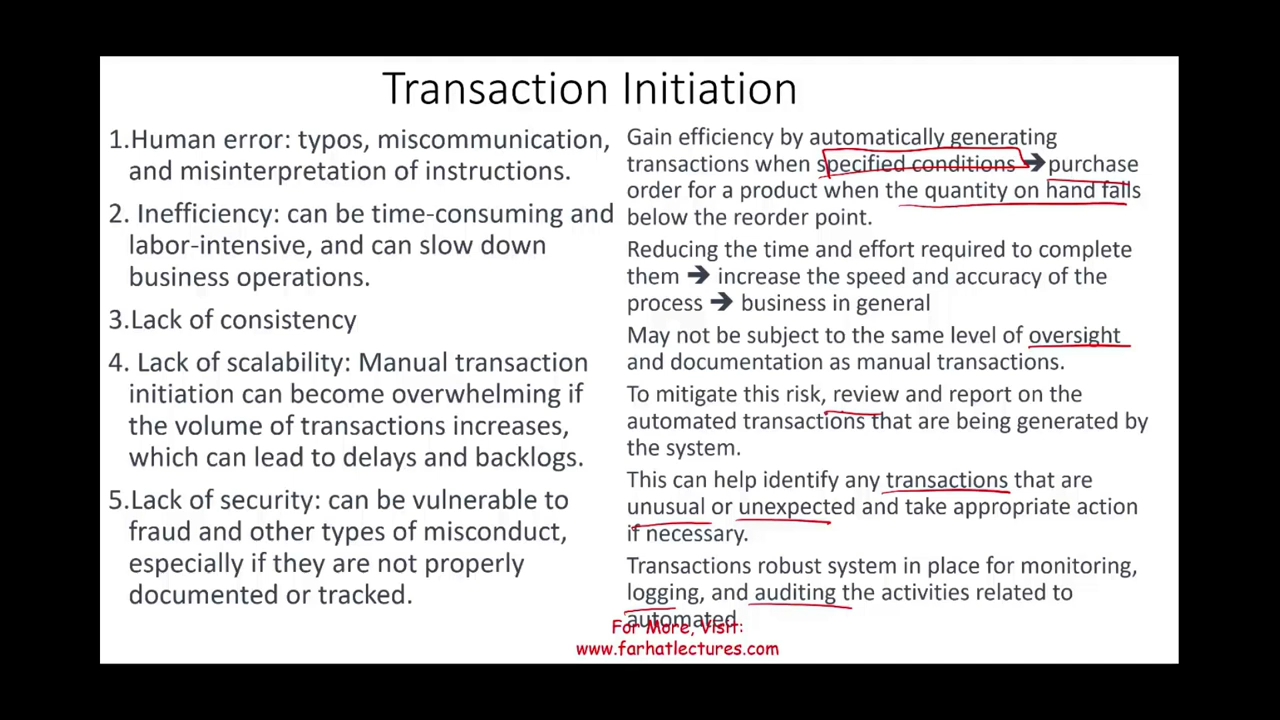 Transaction Initiation
1.Human error: typos, miscommunication,
and misinterpretation of instructions.
2. Inefficiency: can be time-consuming and
labor-intensive, and can slow down
business operations.
3.Lack of consistency
4. Lack of scalability: Manual transaction
initiation can become overwhelming if
the volume of transactions increases,
which can lead to delays and backlogs.
5.Lack of security: can be vulnerable to
fraud and other types of misconduct,
especially if they are not properly
documented or tracked.
Gain efficiency by automatically generating
transactions when specified conditions ➔purchase
order for a product when the quantity on hand falls
below the reorder point.
Reducing the time and effort required to complete
them ➔ increase the speed and accuracy of the
process ➔ business in general
May not be subject to the same level of oversight
and documentation as manual transactions.
To mitigate this risk, review and report on the
automated transactions that are being generated by
the system.
This can help identify any transactions that are
unusual or unexpected and take appropriate action
if necessary.
Transactions robust system in place for monitoring,
logging, and auditing the activities related to
automated.
For More, Visit:
www.farhatlectures.com